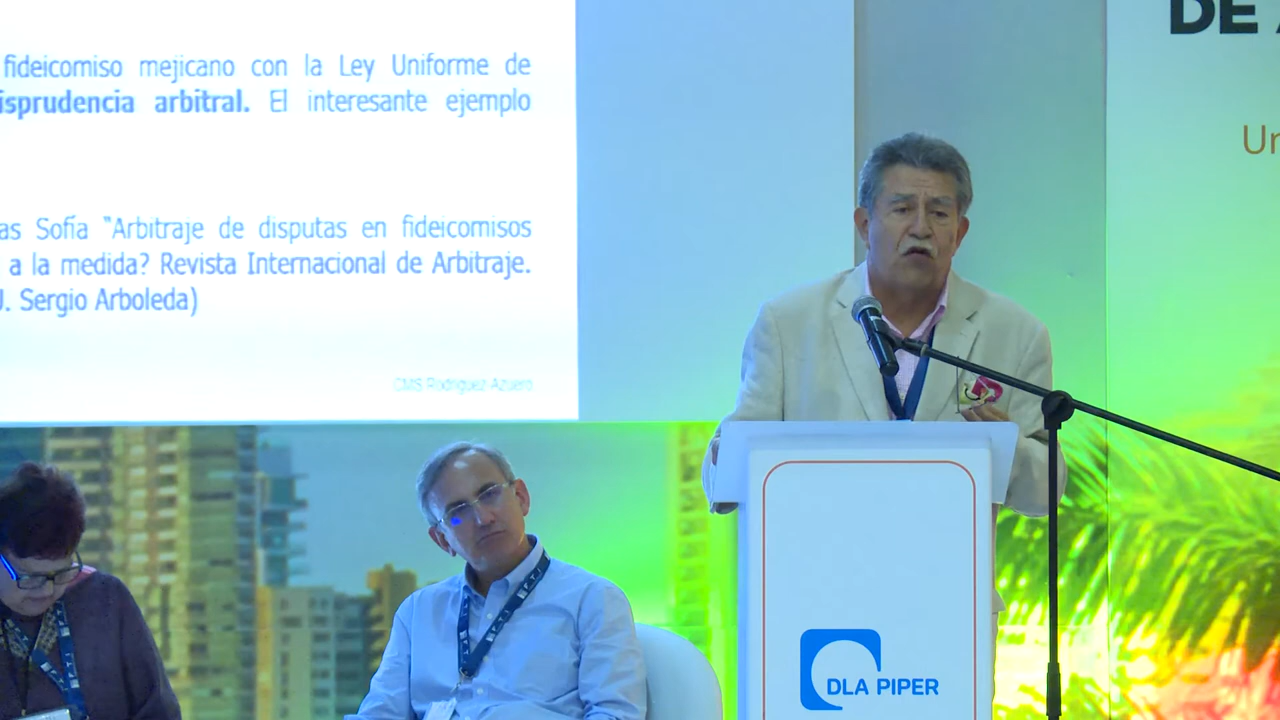 fideicomiso mejicano con la Ley Uniforme de
isprudencia arbitral. El interesante ejemplo
as Sofía "Arbitraje de disputas en fideicomisos
a la medida? Revista Internacional de Arbitraje.
J. Sergio Arboleda)
CMS Rodríguez-Azuero
DE
Un
DLA PIPER